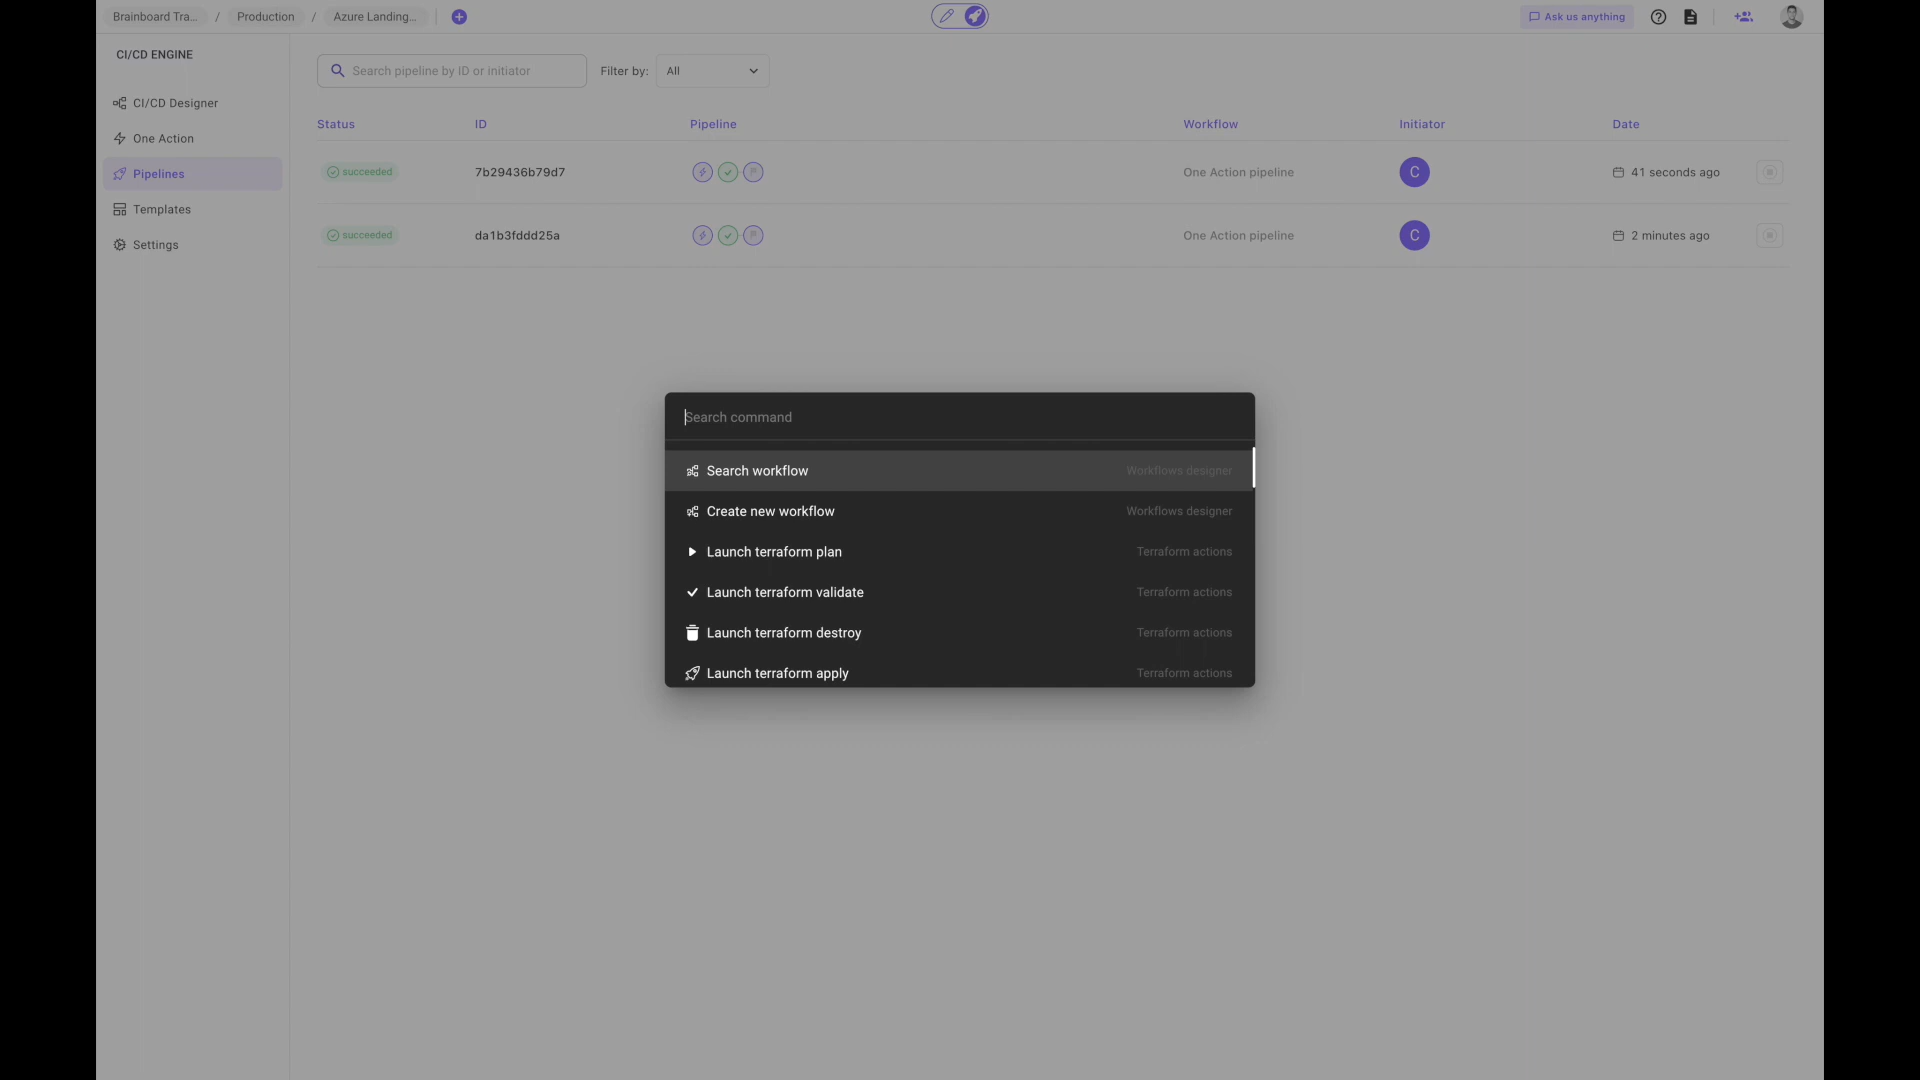 Brainboard Tra... / Production / Azure Landing...
Ask us anything
CI/CD ENGINE
CI/CD Designer
One Action
Pipelines
Templates
Settings
Search pipeline by ID or initiator
Filter by: All
Status ID Pipeline Workflow Initiator Date
succeeded 7b29436b79d7 One Action pipeline C 41 seconds ago
succeeded da1b3fddd25a One Action pipeline C 2 minutes ago
Search command
Search workflow Workflows designer
Create new workflow Workflows designer
Launch terraform plan Terraform actions
Launch terraform validate Terraform actions
Launch terraform destroy Terraform actions
Launch terraform apply Terraform actions